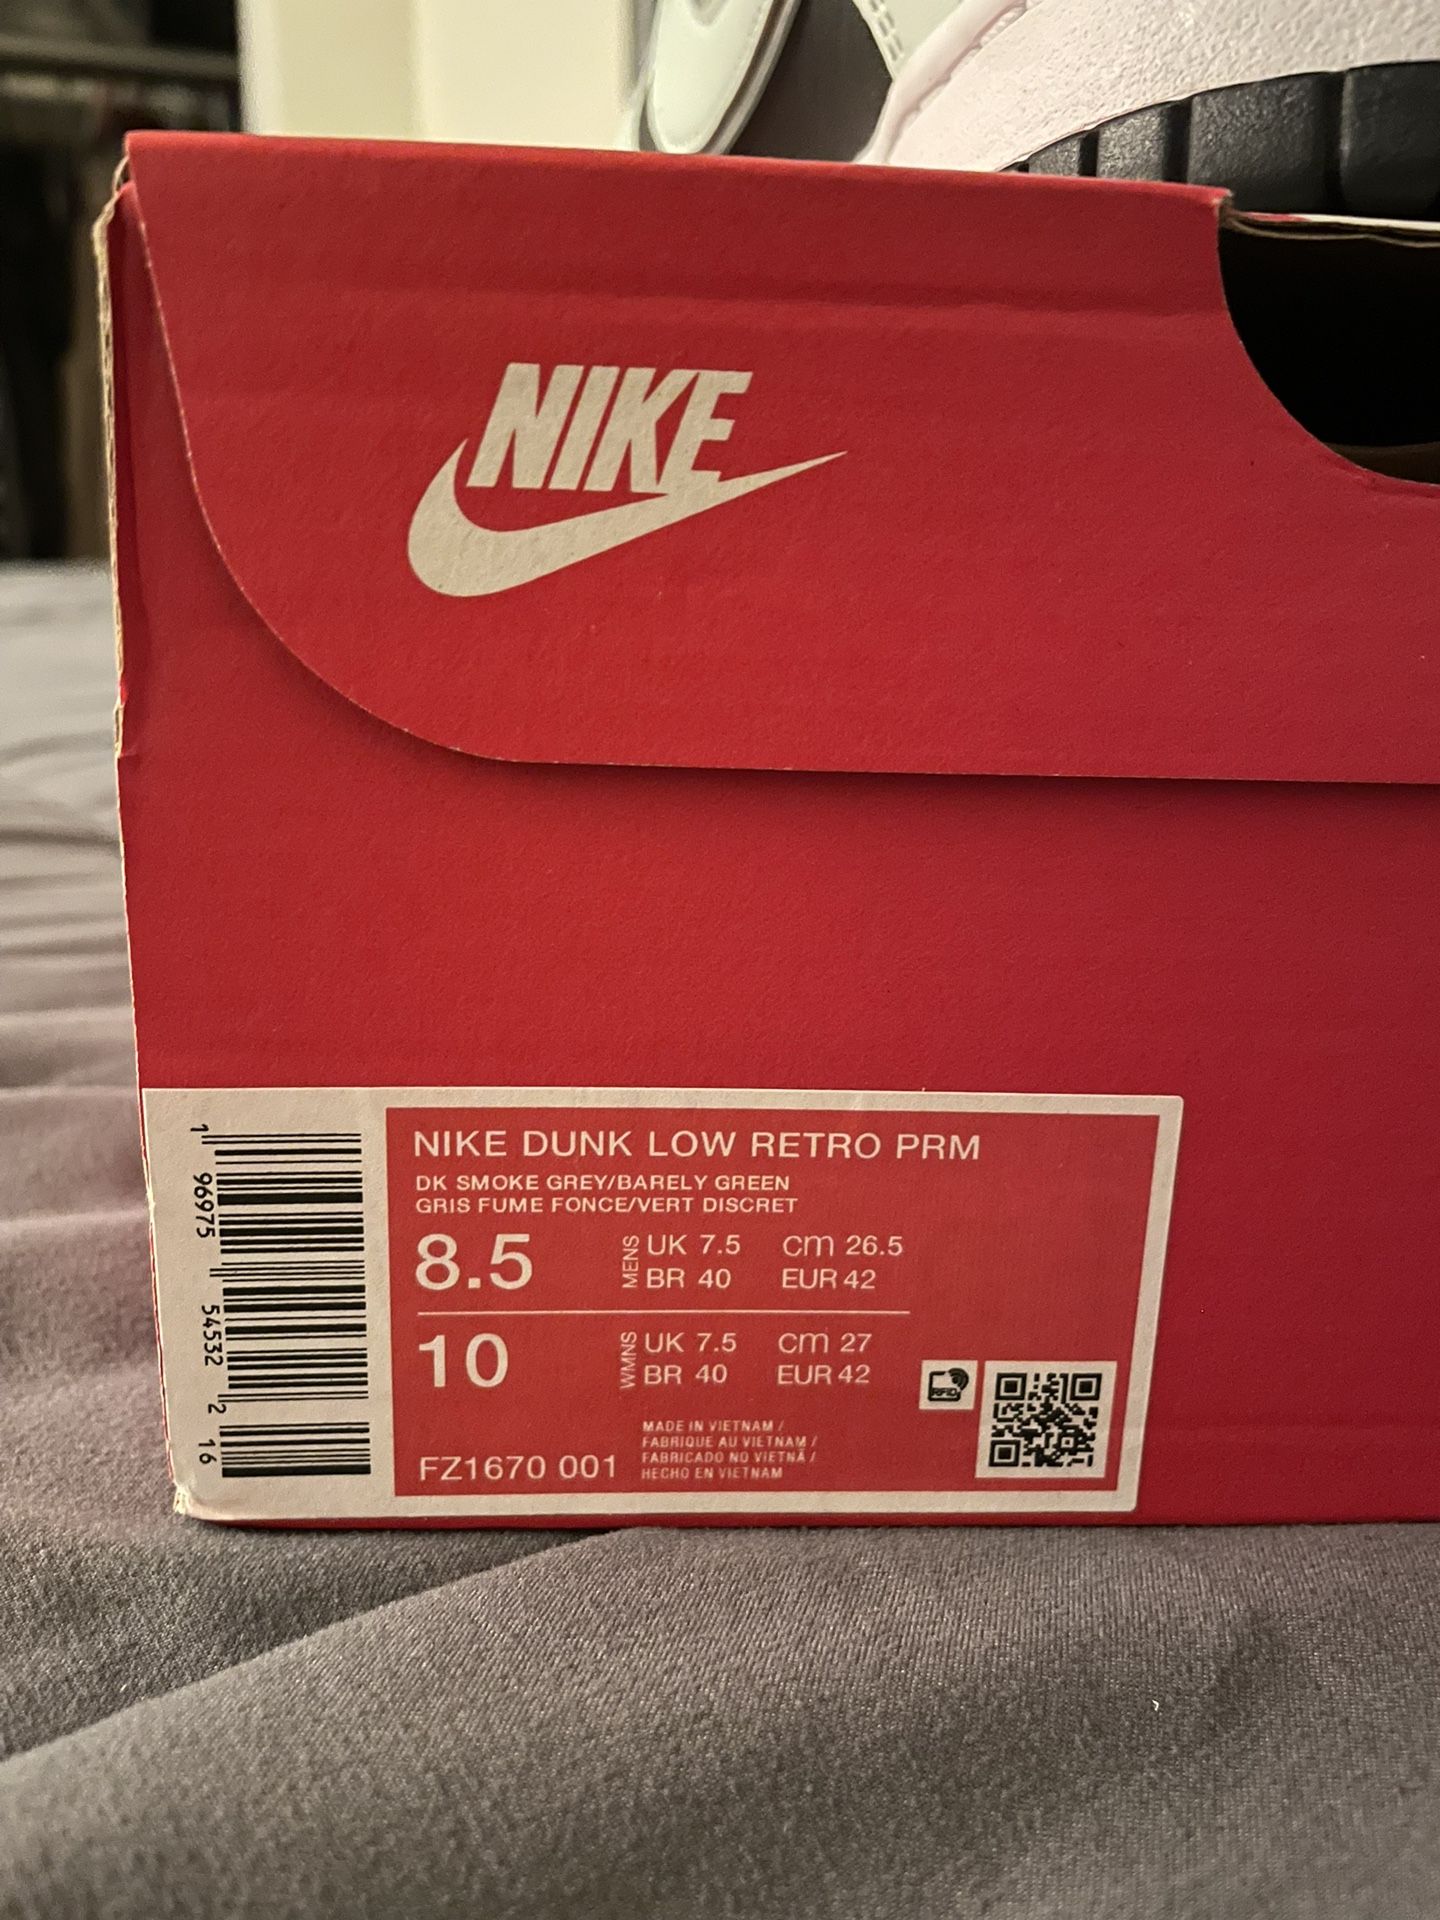 NIKE
NIKE DUNK LOW RETRO PRM
DK SMOKE GREY/BARELY GREEN
GRIS FUME FONCE/VERT DISCRET
8.5 MENS UK 7.5 cm 26.5
BR 40 EUR 42
10 WMNS UK 7.5 cm 27
BR 40 EUR 42
RFID
MADE IN VIETNAM /
FABRIQUE AU VIETNAM /
FABRICADO NO VIETNÃ /
HECHO EN VIETNAM
FZ1670 001
1 96975 54532 2 16